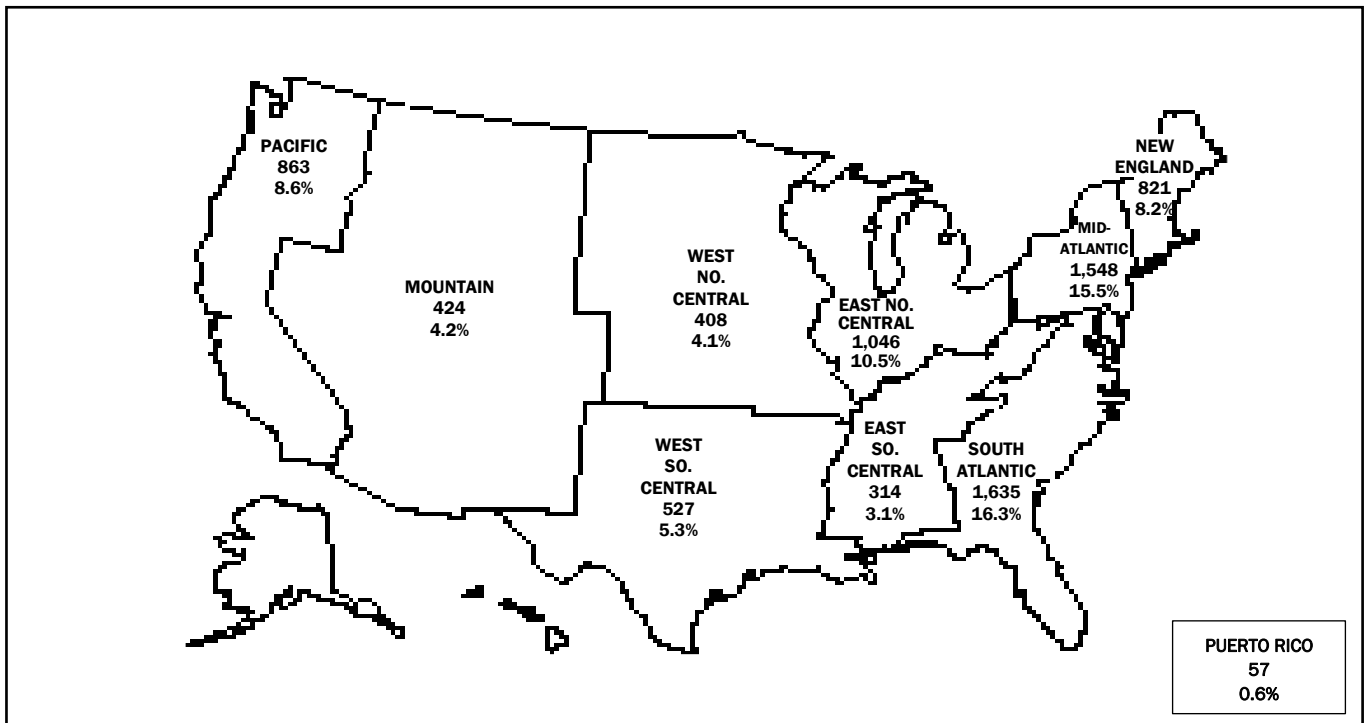 PACIFIC
863
8.6%
MOUNTAIN
424
4.2%
WEST
NO.
CENTRAL
408
4.1%
WEST
SO.
CENTRAL
527
5.3%
EAST NO.
CENTRAL
1,046
10.5%
EAST
SO.
CENTRAL
314
3.1%
SOUTH
ATLANTIC
1,635
16.3%
MID-
ATLANTIC
1,548
15.5%
NEW
ENGLAND
821
8.2%
PUERTO RICO
57
0.6%